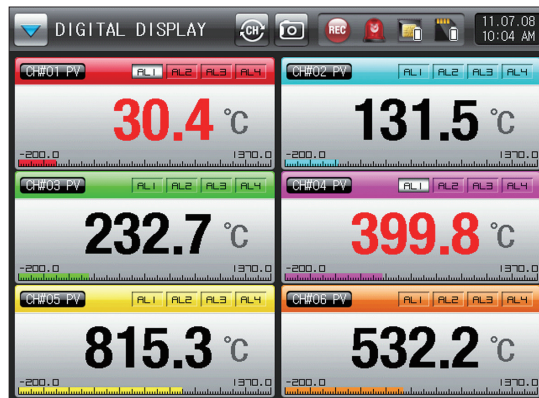 DIGITAL DISPLAY CH REC 11.07.08
10:04 AM
CH#01 PV AL1 AL2 AL3 AL4
30.4 ℃
-200.0 1370.0
CH#02 PV AL1 AL2 AL3 AL4
131.5 ℃
-200.0 1370.0
CH#03 PV AL1 AL2 AL3 AL4
232.7 ℃
-200.0 1370.0
CH#04 PV AL1 AL2 AL3 AL4
399.8 ℃
-200.0 1370.0
CH#05 PV AL1 AL2 AL3 AL4
815.3 ℃
-200.0 1370.0
CH#06 PV AL1 AL2 AL3 AL4
532.2 ℃
-200.0 1370.0